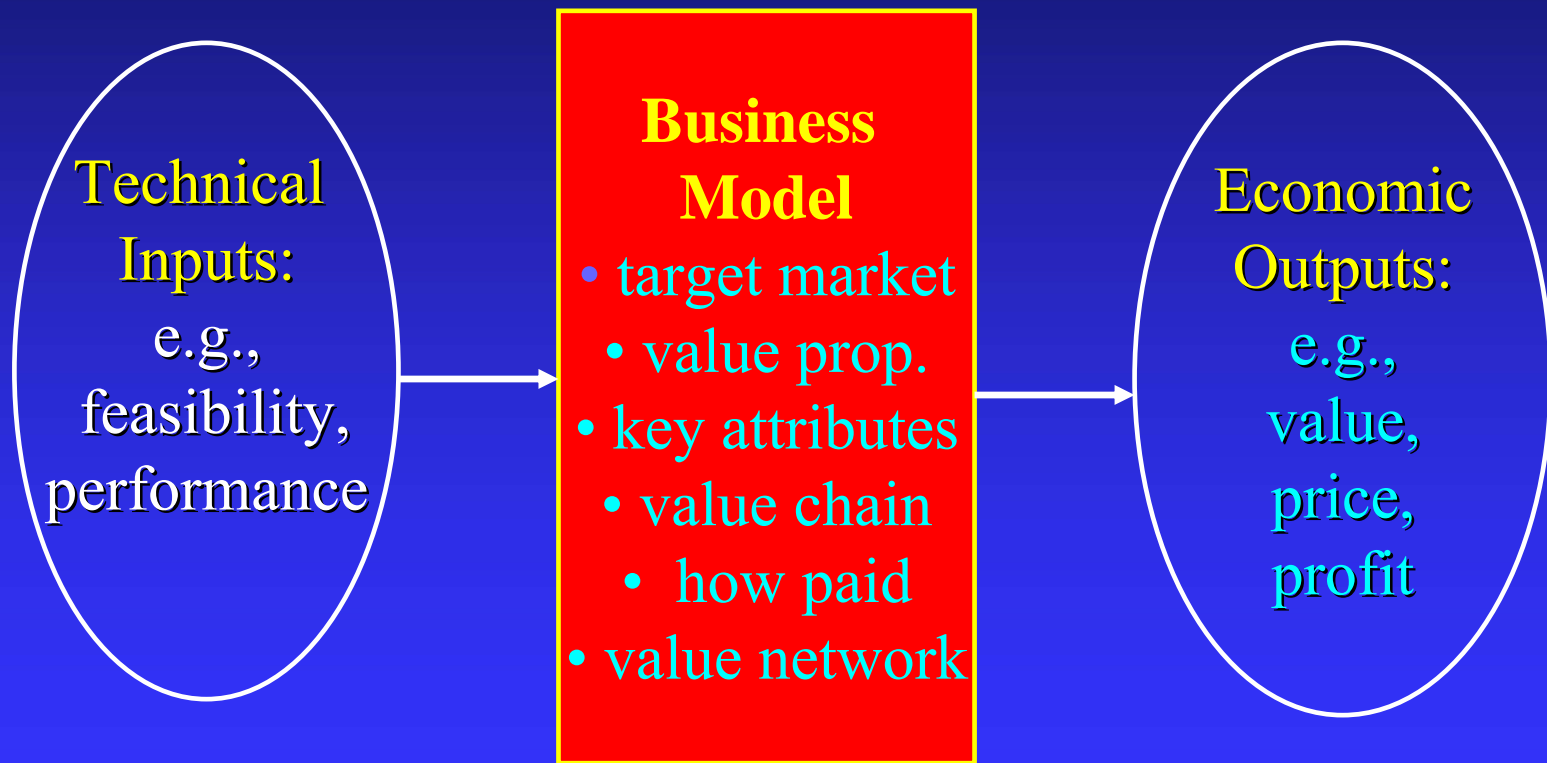 Technical
Inputs:
e.g.,
feasibility,
performance
Business
Model
• target market
• value prop.
• key attributes
• value chain
• how paid
• value network
Economic
Outputs:
e.g.,
value,
price,
profit